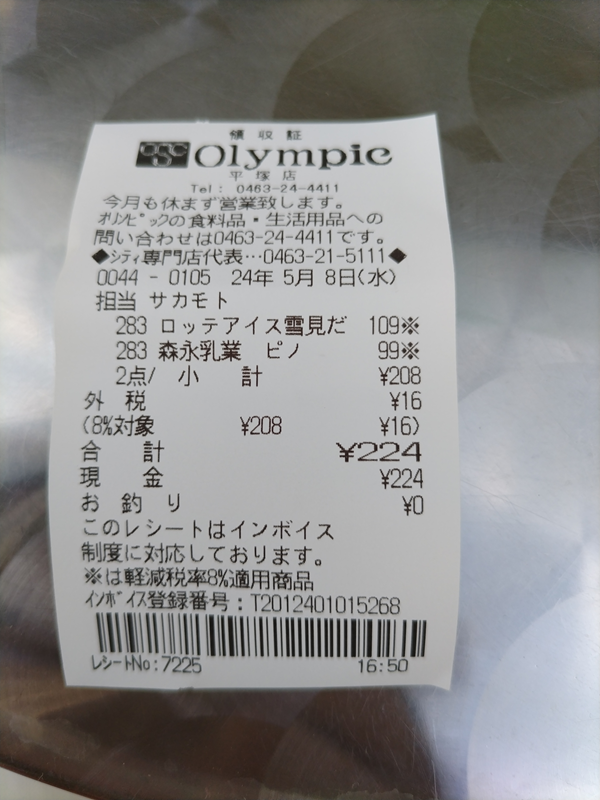 領収証
OSC Olympic
平塚店
Tel: 0463-24-4411
今月も休まず営業致します。
ｵﾘﾝﾋﾟｯｸの食料品・生活用品への
問い合わせは0463-24-4411です。
◆ｼﾃｨ専門店代表…0463-21-5111◆
0044 - 0105 24年 5月 8日(水)
担当 サカモト
283 ロッテアイス雪見だ 109※
283 森永乳業 ピノ 99※
2点/ 小 計 ¥208
外 税 ¥16
(8%対象 ¥208 ¥16)
合 計 ¥224
現 金 ¥224
お 釣 り ¥0
このレシートはインボイス
制度に対応しております。
※は軽減税率8%適用商品
ｲﾝﾎﾞｲｽ登録番号:T2012401015268
ﾚｼｰﾄNo:7225 16:50